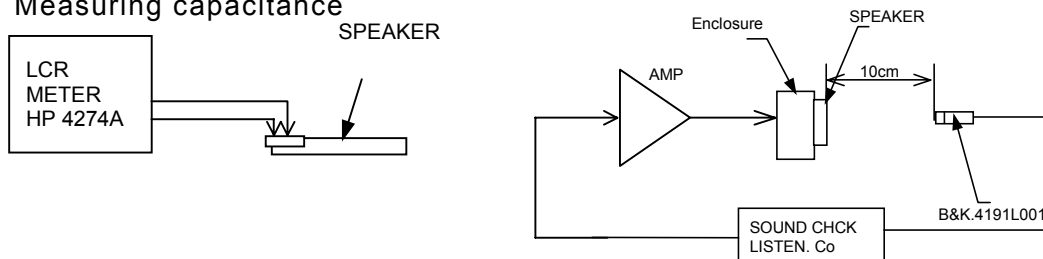 Measuring capacitance
SPEAKER
LCR
METER
HP 4274A
Enclosure
SPEAKER
AMP
10cm
B&K.4191L001
SOUND CHCK
LISTEN. Co